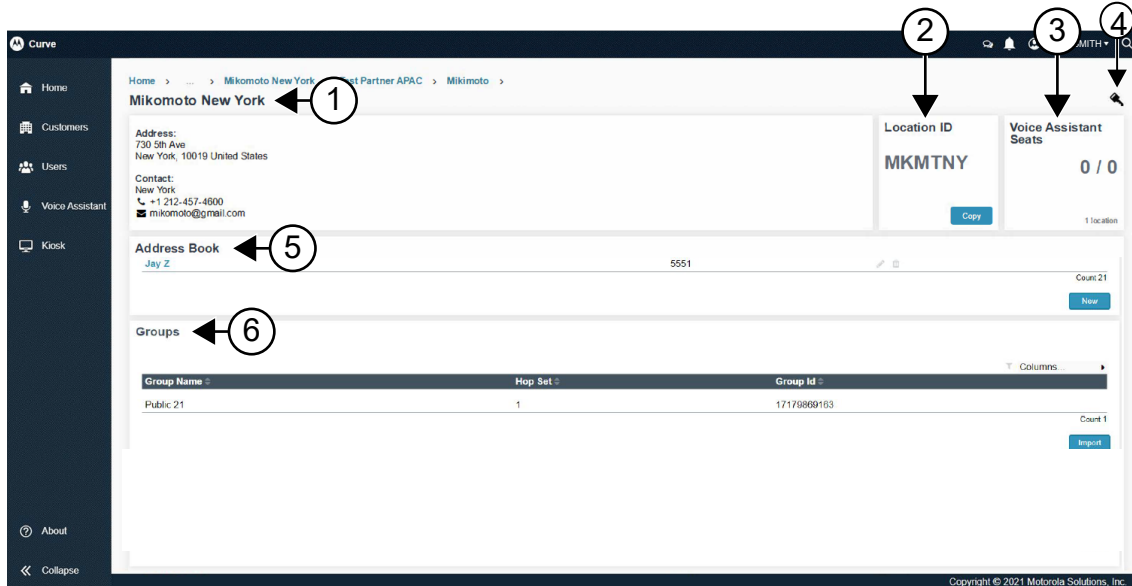 2
3
4
Curve
MITH
Home
Customers
Users
Voice Assistant
Kiosk
About
Collapse
Home > ... > Mikomoto New York st Partner APAC > Mikimoto >
Mikomoto New York
1
Address:
730 5th Ave
New York, 10019 United States
Contact:
New York
+1 212-457-4600
mikomoto@gmail.com
Location ID
MKMTNY
Copy
Voice Assistant
Seats
0 / 0
1 location
Address Book
5
Jay Z 5551
Count 21
New
Groups
6
Columns...
Group Name Hop Set Group Id
Public 21 1 17179869163
Count 1
Import
Copyright © 2021 Motorola Solutions, Inc.